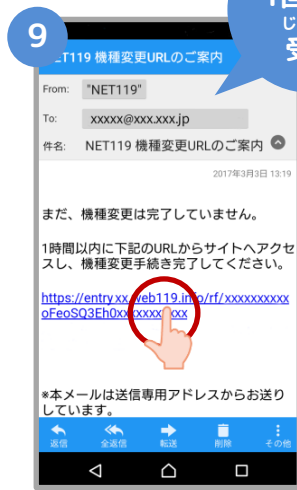 9
NET119 機種変更URLのご案内
From: "NET119"
To: xxxxx@xxx.xxx.jp
件名: NET119 機種変更URLのご案内
2017年3月3日 13:19
まだ、機種変更は完了していません。
1時間以内に下記のURLからサイトへアクセ
スし、機種変更手続き完了してください。
https://entryxx.web119.info/rf/xxxxxxxxxx
oFeoSQ3Eh0xxxxxxxxxx
*本メールは送信専用アドレスからお送り
しています。
返信 全返信 転送 削除 その他